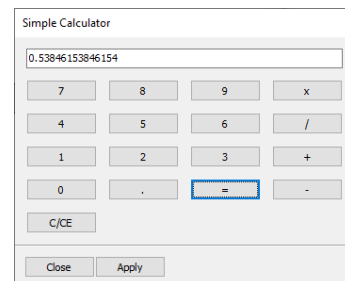 Simple Calculator
0.53846153846154
7 8 9 x
4 5 6 /
1 2 3 +
0 . = -
C/CE
Close Apply